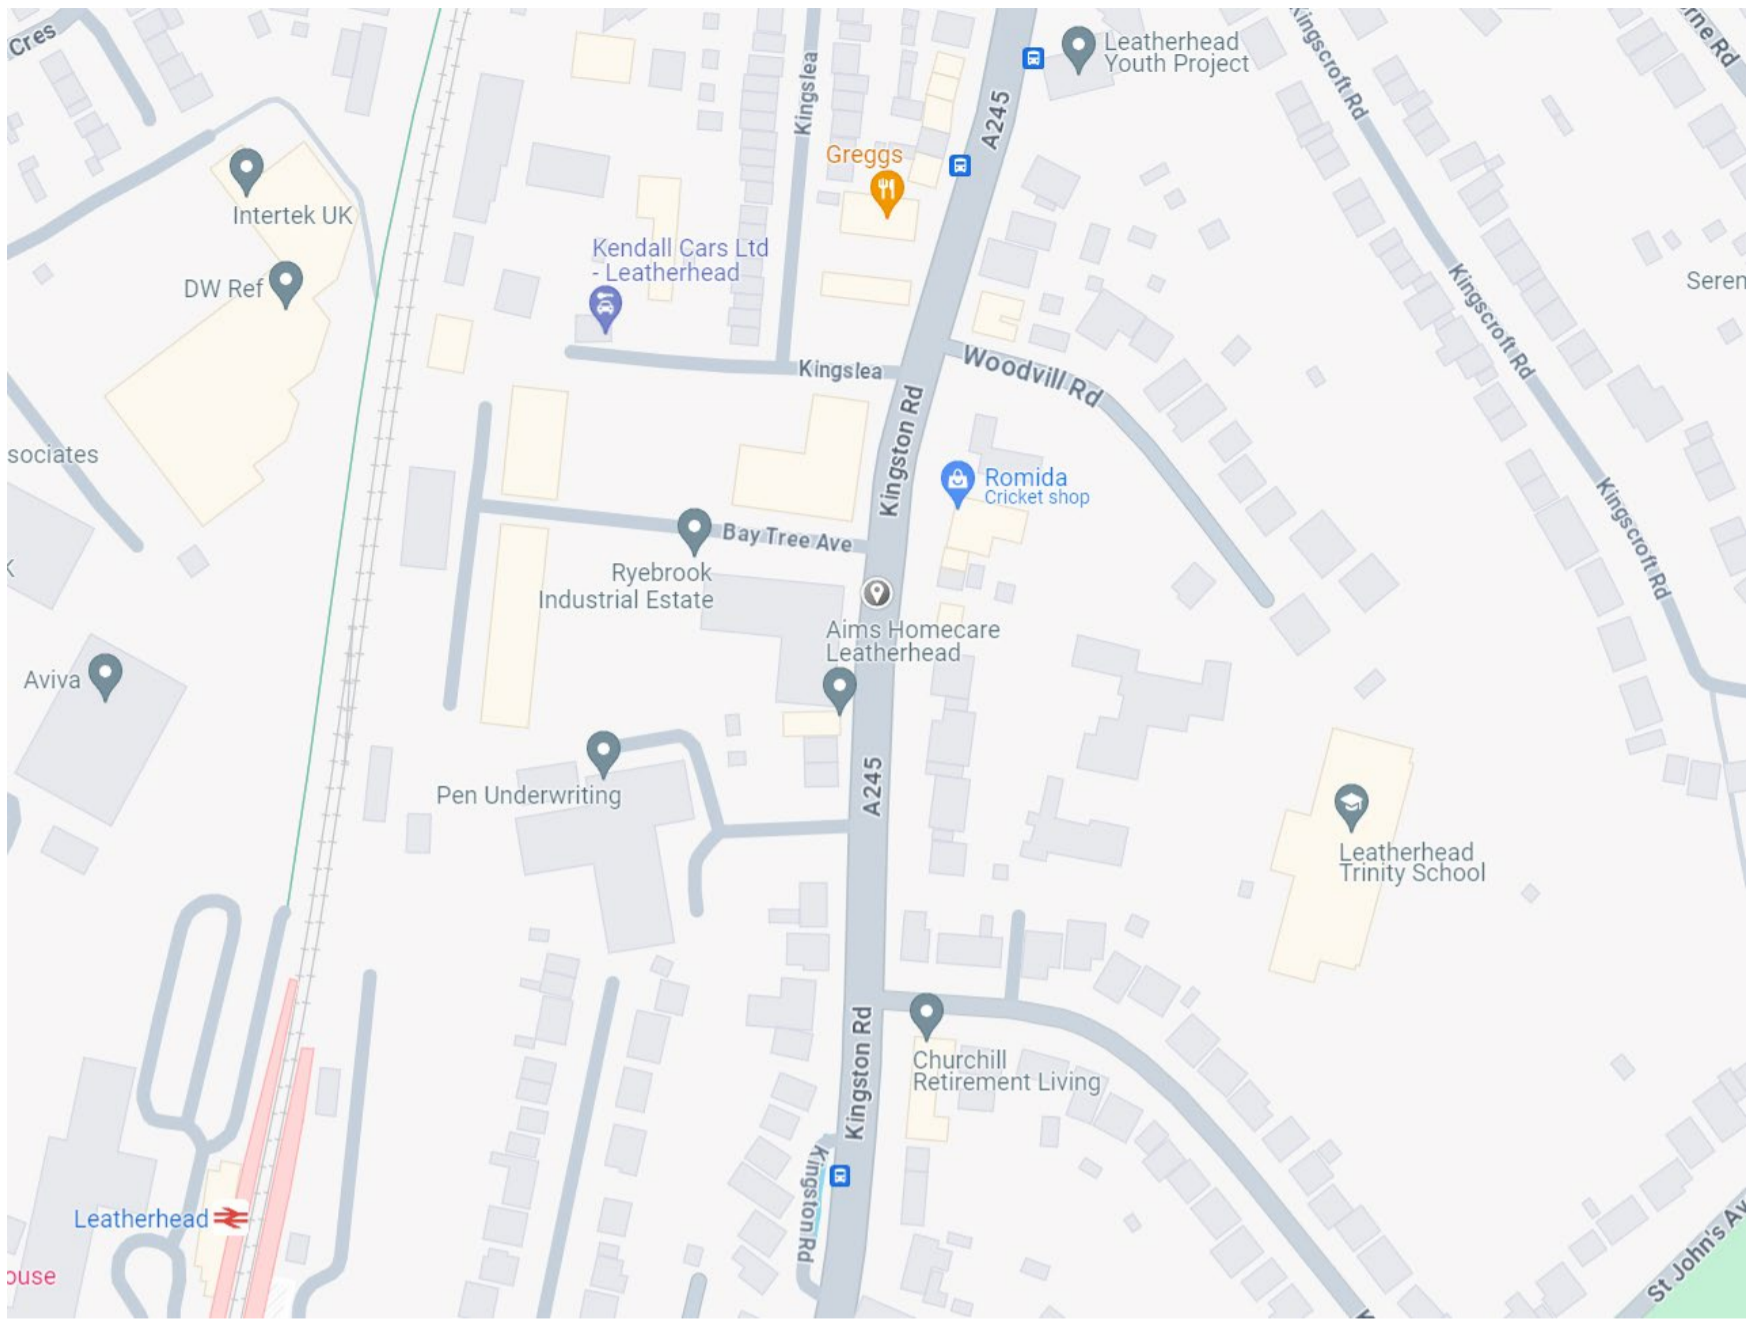 Cres
Leatherhead
Youth Project
Kingscroft Rd
rne Rd
Kingslea
A245
Greggs
Intertek UK
Kendall Cars Ltd
- Leatherhead
DW Ref
Kingscroft Rd
Seren
Kingslea
Woodvill Rd
Kingston Rd
sociates
Romida
Cricket shop
Kingscroft Rd
Bay Tree Ave
Ryebrook
Industrial Estate
Aims Homecare
Leatherhead
Aviva
A245
Pen Underwriting
Leatherhead
Trinity School
Kingston Rd
Churchill
Retirement Living
Kingston Rd
Leatherhead
ouse
St John's Av